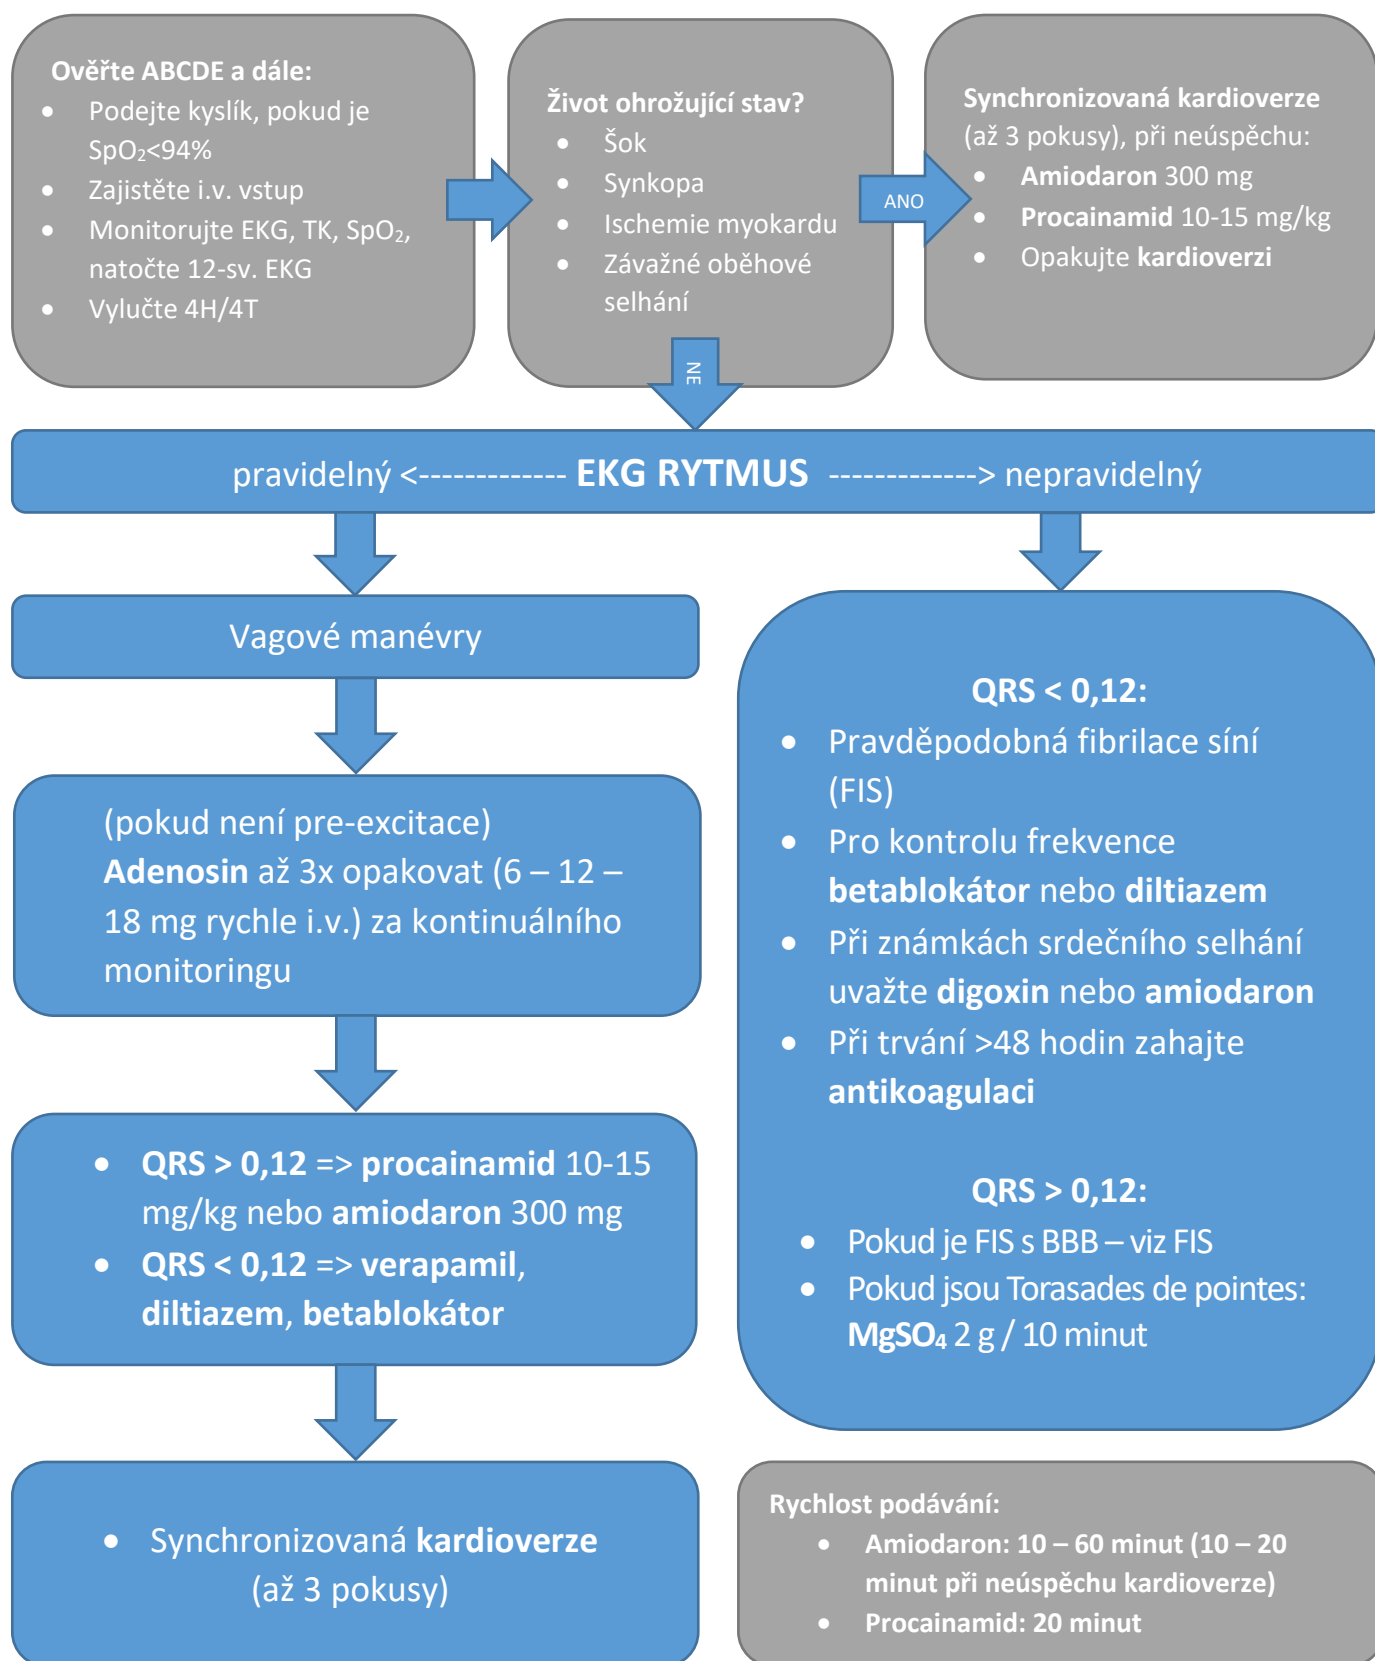 Ověřte ABCDE a dále:
• Podejte kyslík, pokud je
SpO₂<94%
• Zajistěte i.v. vstup
• Monitorujte EKG, TK, SpO₂,
natočte 12-sv. EKG
• Vylučte 4H/4T
Život ohrožující stav?
• Šok
• Synkopa
• Ischemie myokardu
• Závažné oběhové
selhání
ANO
Synchronizovaná kardioverze
(až 3 pokusy), při neúspěchu:
• Amiodaron 300 mg
• Procainamid 10-15 mg/kg
• Opakujte kardioverzi
NE
pravidelný <------------- EKG RYTMUS -------------> nepravidelný
Vagové manévry
(pokud není pre-excitace)
Adenosin až 3x opakovat (6 – 12 –
18 mg rychle i.v.) za kontinuálního
monitoringu
• QRS > 0,12 => procainamid 10-15
mg/kg nebo amiodaron 300 mg
• QRS < 0,12 => verapamil,
diltiazem, betablokátor
• Synchronizovaná kardioverze
(až 3 pokusy)
QRS < 0,12:
• Pravděpodobná fibrilace síní
(FIS)
• Pro kontrolu frekvence
betablokátor nebo diltiazem
• Při známkách srdečního selhání
uvažte digoxin nebo amiodaron
• Při trvání >48 hodin zahajte
antikoagulaci
QRS > 0,12:
• Pokud je FIS s BBB – viz FIS
• Pokud jsou Torasades de pointes:
MgSO₄ 2 g / 10 minut
Rychlost podávání:
• Amiodaron: 10 – 60 minut (10 – 20
minut při neúspěchu kardioverze)
• Procainamid: 20 minut